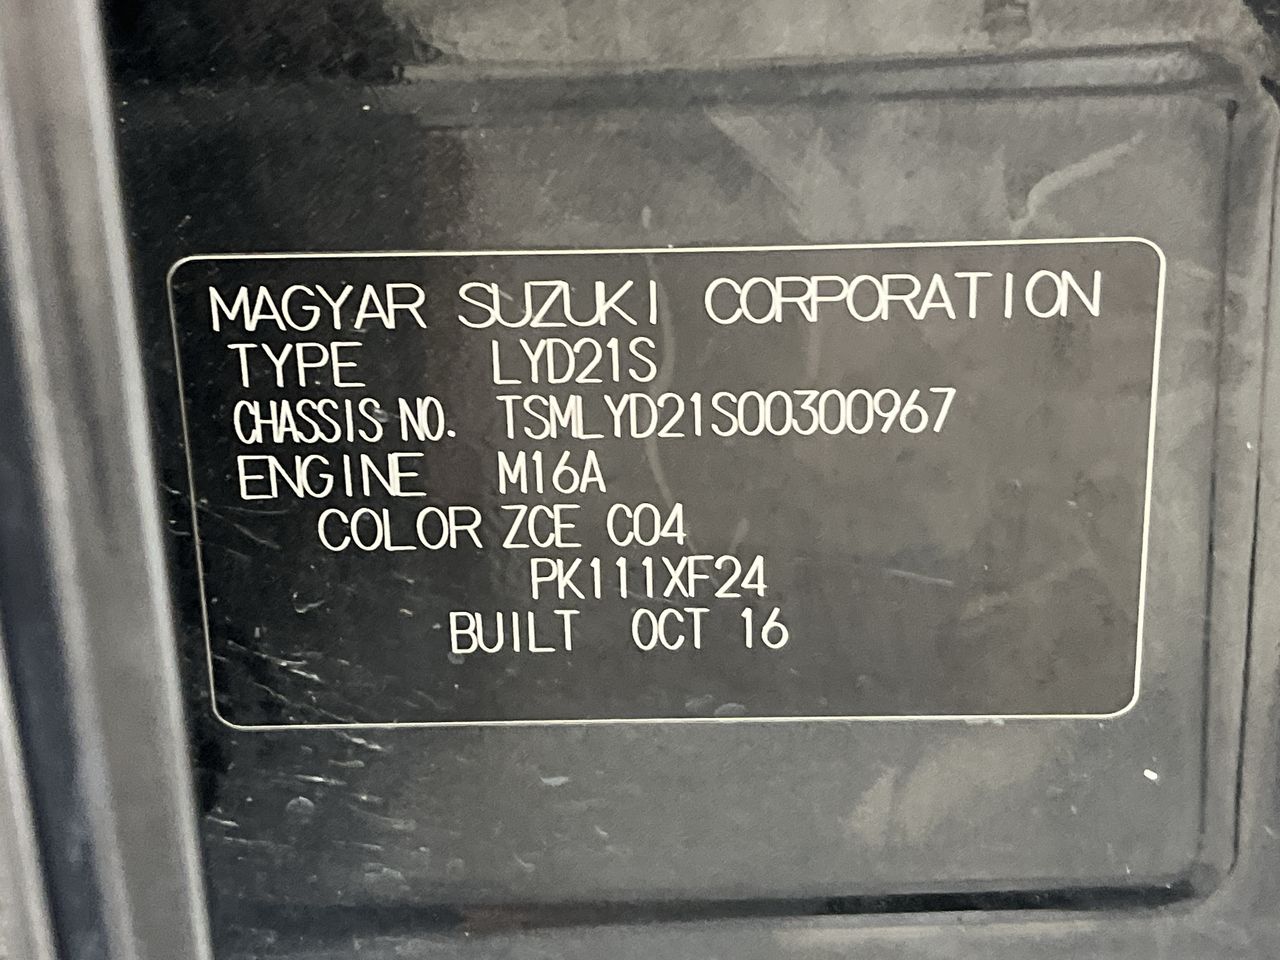 MAGYAR SUZUKI CORPORATION
TYPE LYD21S
CHASSIS NO. TSMLYD21S00300967
ENGINE M16A
COLOR ZCE C04
PK111XF24
BUILT OCT 16